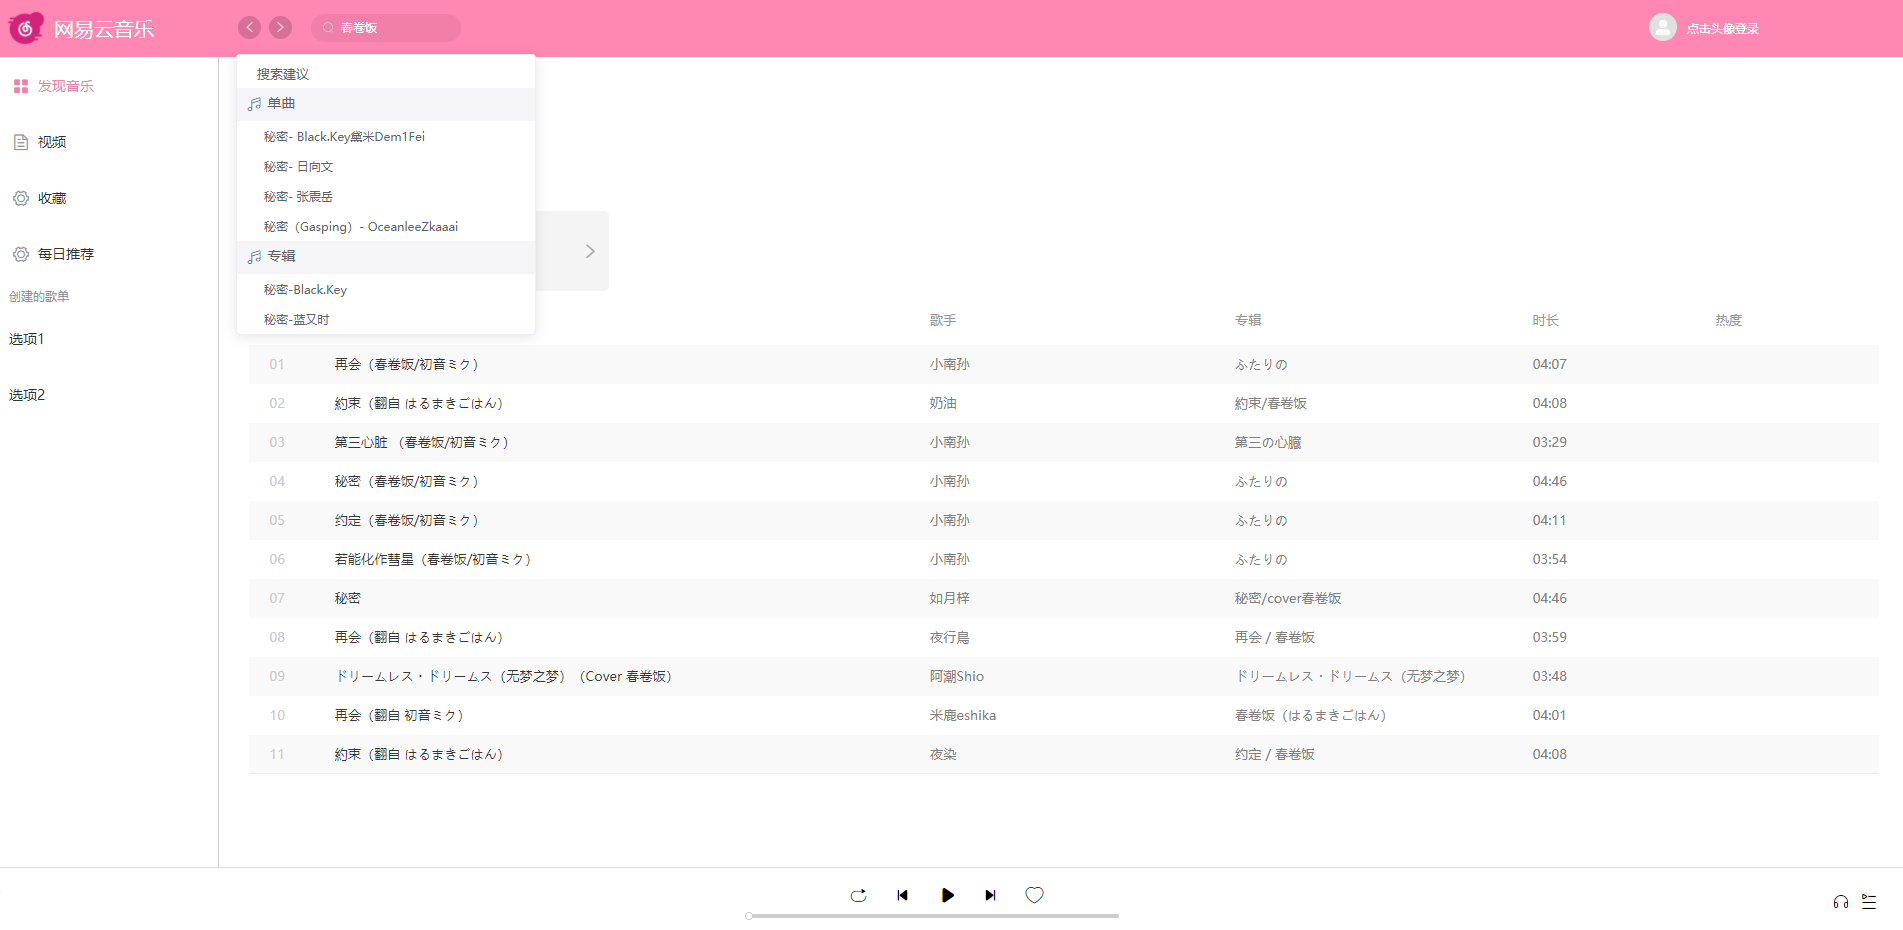 网易云音乐
春卷饭
点击头像登录
发现音乐
视频
收藏
每日推荐
创建的歌单
选项1
选项2
搜索建议
单曲
秘密- Black.Key黛米Dem1Fei
秘密- 日向文
秘密- 张震岳
秘密（Gasping）- OceanleeZkaaai
专辑
秘密-Black.Key
秘密-蓝又时
歌手 专辑 时长 热度
01 再会（春卷饭/初音ミク） 小南孙 ふたりの 04:07
02 約束（翻自 はるまきごはん） 奶油 約束/春卷饭 04:08
03 第三心脏 （春卷饭/初音ミク） 小南孙 第三の心臓 03:29
04 秘密（春卷饭/初音ミク） 小南孙 ふたりの 04:46
05 约定（春卷饭/初音ミク） 小南孙 ふたりの 04:11
06 若能化作彗星（春卷饭/初音ミク） 小南孙 ふたりの 03:54
07 秘密 如月梓 秘密/cover春卷饭 04:46
08 再会（翻自 はるまきごはん） 夜行鳥 再会 / 春卷饭 03:59
09 ドリームレス・ドリームス（无梦之梦）（Cover 春卷饭） 阿潮Shio ドリームレス・ドリームス（无梦之梦） 03:48
10 再会（翻自 初音ミク） 米鹿eshika 春卷饭（はるまきごはん） 04:01
11 約束（翻自 はるまきごはん） 夜染 约定 / 春卷饭 04:08